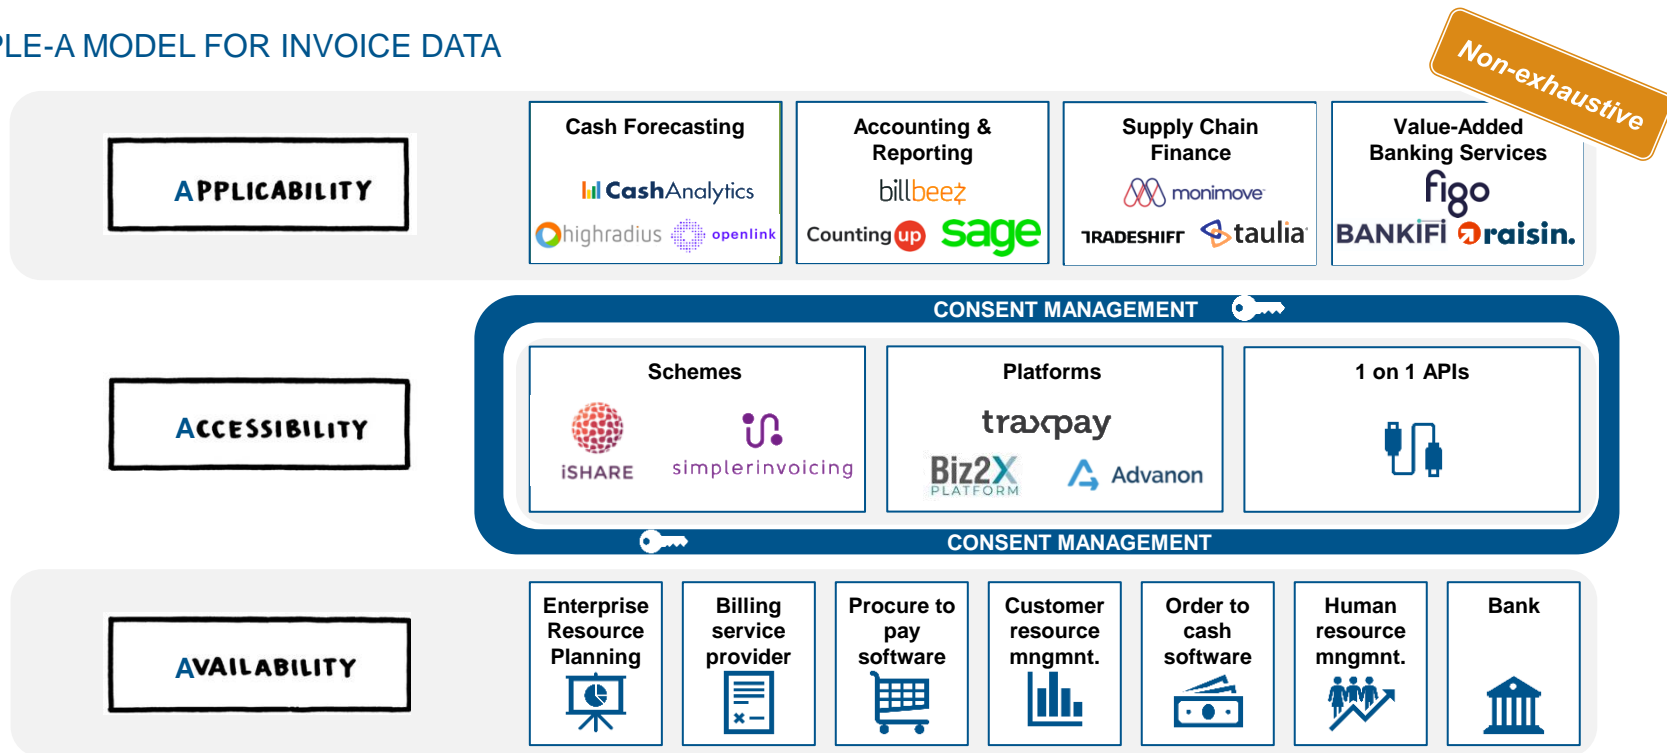 PLE-A MODEL FOR INVOICE DATA
Non-exhaustive
APPLICABILITY
Cash Forecasting
CashAnalytics
highradius
openlink
Accounting &
Reporting
billbeez
Counting up
sage
Supply Chain
Finance
monimove
TRADESHIFT
taulia
Value-Added
Banking Services
figo
BANKIFI
raisin.
CONSENT MANAGEMENT
ACCESSIBILITY
Schemes
iSHARE
simplerinvoicing
Platforms
traxpay
Biz2X
PLATFORM
Advanon
1 on 1 APIs
CONSENT MANAGEMENT
AVAILABILITY
Enterprise
Resource
Planning
Billing
service
provider
Procure to
pay
software
Customer
resource
mngmnt.
Order to
cash
software
Human
resource
mngmnt.
Bank